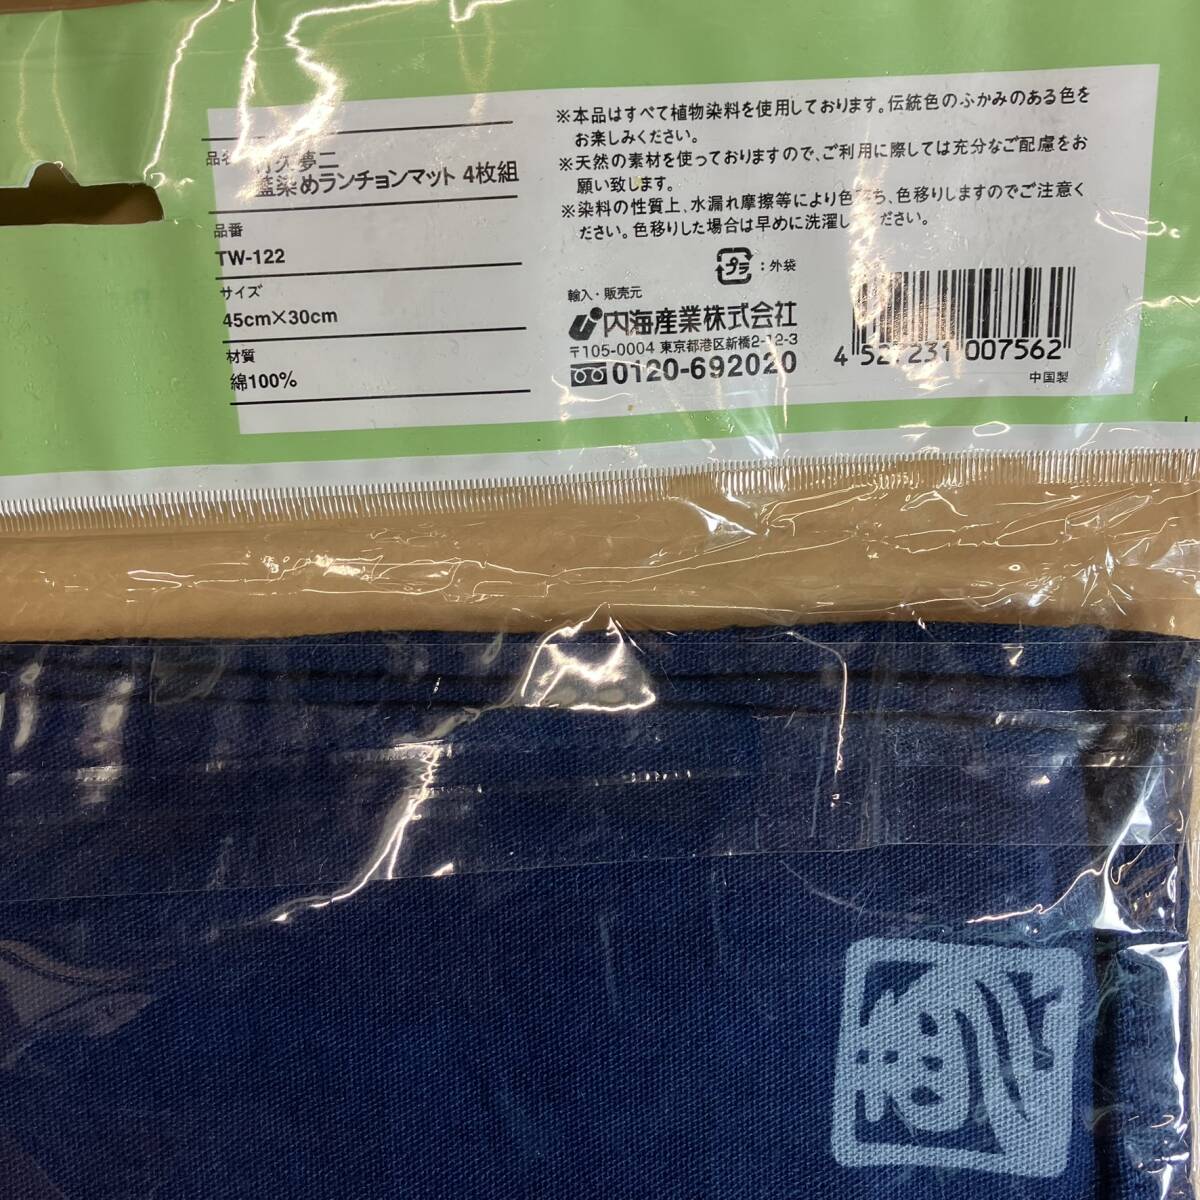 品名
竹久夢二
藍染めランチョンマット 4枚組
品番
TW-122
サイズ
45cm×30cm
材質
綿100%
※本品はすべて植物染料を使用しております。伝統色のふかみのある色を
お楽しみください。
※天然の素材を使っておりますので、ご利用に際しては充分なご配慮をお
願い致します。
※染料の性質上、水漏れ摩擦等により色落ち、色移りしますのでご注意く
ださい。色移りした場合は早めに洗濯してください。
プラ :外袋
輸入・販売元
内海産業株式会社
〒105-0004 東京都港区新橋2-12-3
0120-692020
4 527231 007562
中国製